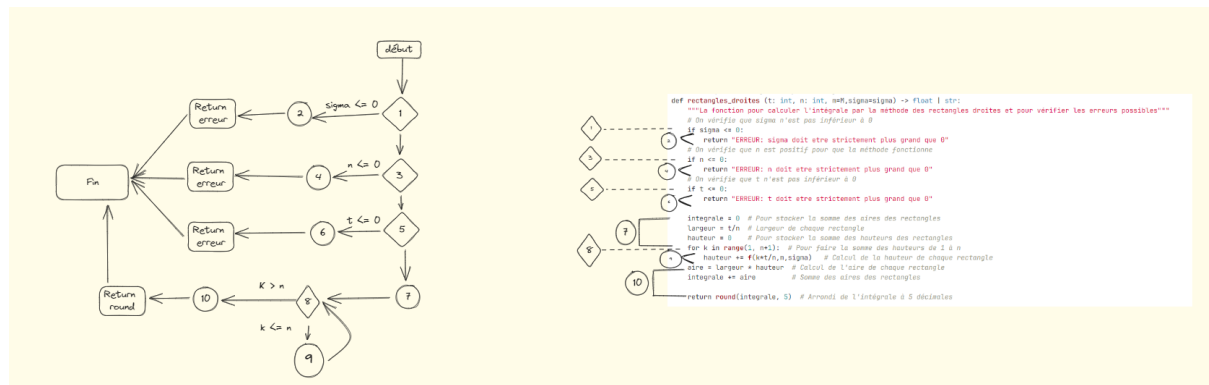 début
Return
erreur
2
sigma <= 0
1
Fin
Return
erreur
4
n <= 0
3
Return
erreur
6
t <= 0
5
Return
round
10
K > n
8
7
k <= n
9
def rectangles_droites (t: int, n: int, m=M,sigma=sigma) -> float | str:
"""La fonction pour calculer l'intégrale par la méthode des rectangles droites et pour vérifier les erreurs possibles"""
# On vérifie que sigma n'est pas inférieur à 0
1
if sigma <= 0:
2
return "ERREUR: sigma doit etre strictement plus grand que 0"
# On vérifie que n est positif pour que la méthode fonctionne
3
if n <= 0:
return "ERREUR: n doit etre strictement plus grand que 0"
# On vérifie que t n'est pas inférieur à 0
5
if t <= 0:
return "ERREUR: t doit etre strictement plus grand que 0"
7
integrale = 0 # Pour stocker la somme des aires des rectangles
largeur = t/n # Largeur de chaque rectangle
hauteur = 0 # Pour stocker la somme des hauteurs des rectangles
8
for k in range(1, n+1): # Pour faire la somme des hauteurs de 1 à n
9
hauteur += f(k*t/n,m,sigma) # Calcul de la hauteur de chaque rectangle
10
aire = largeur * hauteur # Calcul de l'aire de chaque rectangle
integrale += aire # Somme des aires des rectangles
return round(integrale, 5) # Arrondi de l'intégrale à 5 décimales